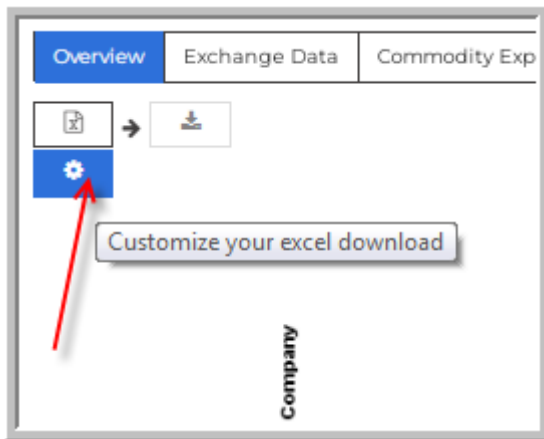 Overview Exchange Data Commodity Exp
Customize your excel download
Company